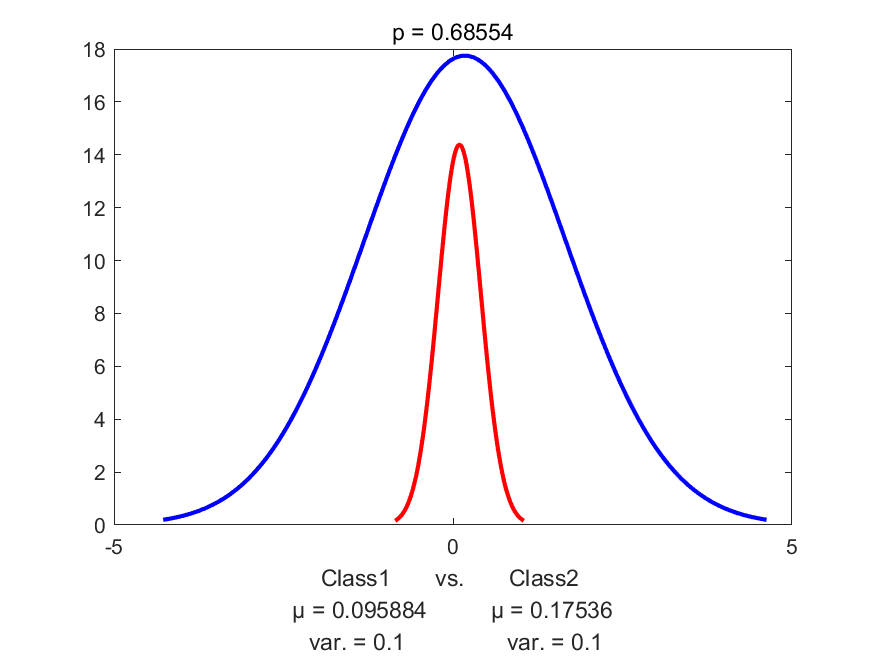 p = 0.68554
18
16
14
12
10
8
6
4
2
0
-5 0 5
Class1 vs. Class2
μ = 0.095884 μ = 0.17536
var. = 0.1 var. = 0.1